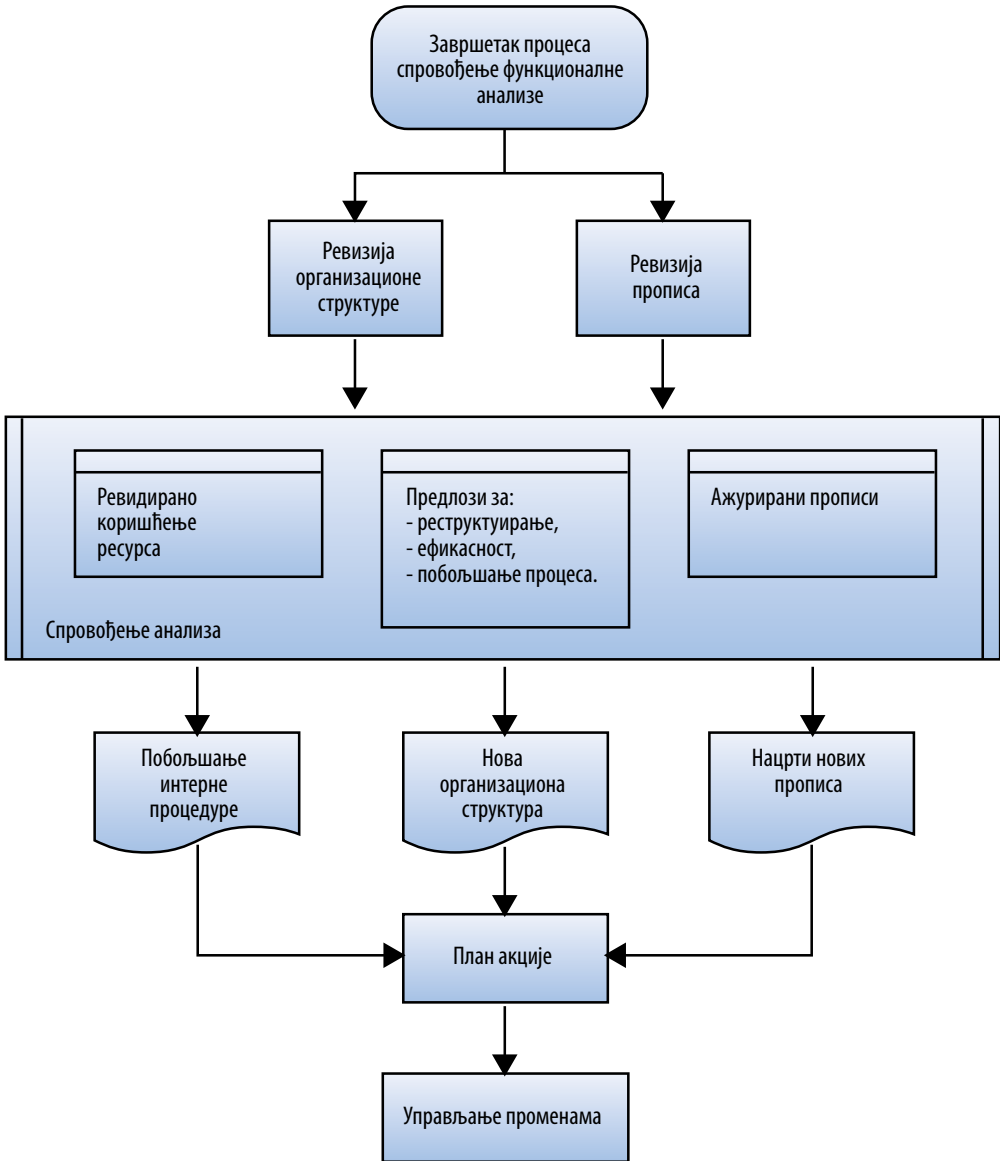 Завршетак процеса
спровођење функционалне
анализе
Ревизија
организационе
структуре
Ревизија
прописа
Ревидирано
коришћење
ресурса
Предлози за:
- реструктуирање,
- ефикасност,
- побољшање процеса.
Ажурирани прописи
Спровођење анализа
Побољшање
интерне
процедуре
Нова
организациона
структура
Нацрти нових
прописа
План акције
Управљање променама